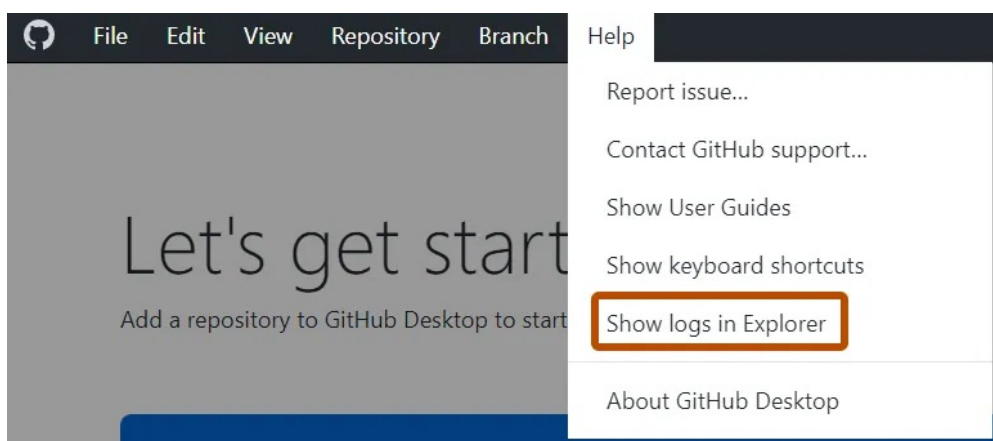 File Edit View Repository Branch Help
Report issue...
Contact GitHub support...
Show User Guides
Show keyboard shortcuts
Show logs in Explorer
About GitHub Desktop
Let's get start
Add a repository to GitHub Desktop to start